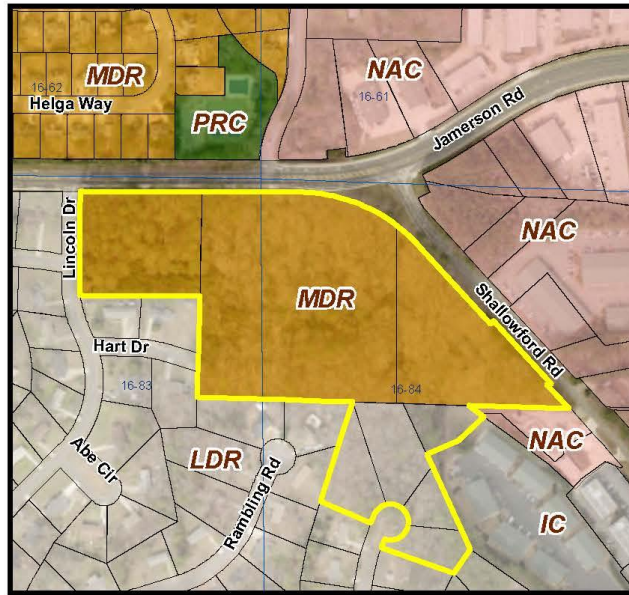 MDR
16-62
Helga Way
PRC
NAC
16-61
Jamerson Rd
Lincoln Dr
MDR
NAC
Shallowford Rd
Hart Dr
16-83
16-84
Abe Cir
LDR
Rambling Rd
NAC
IC